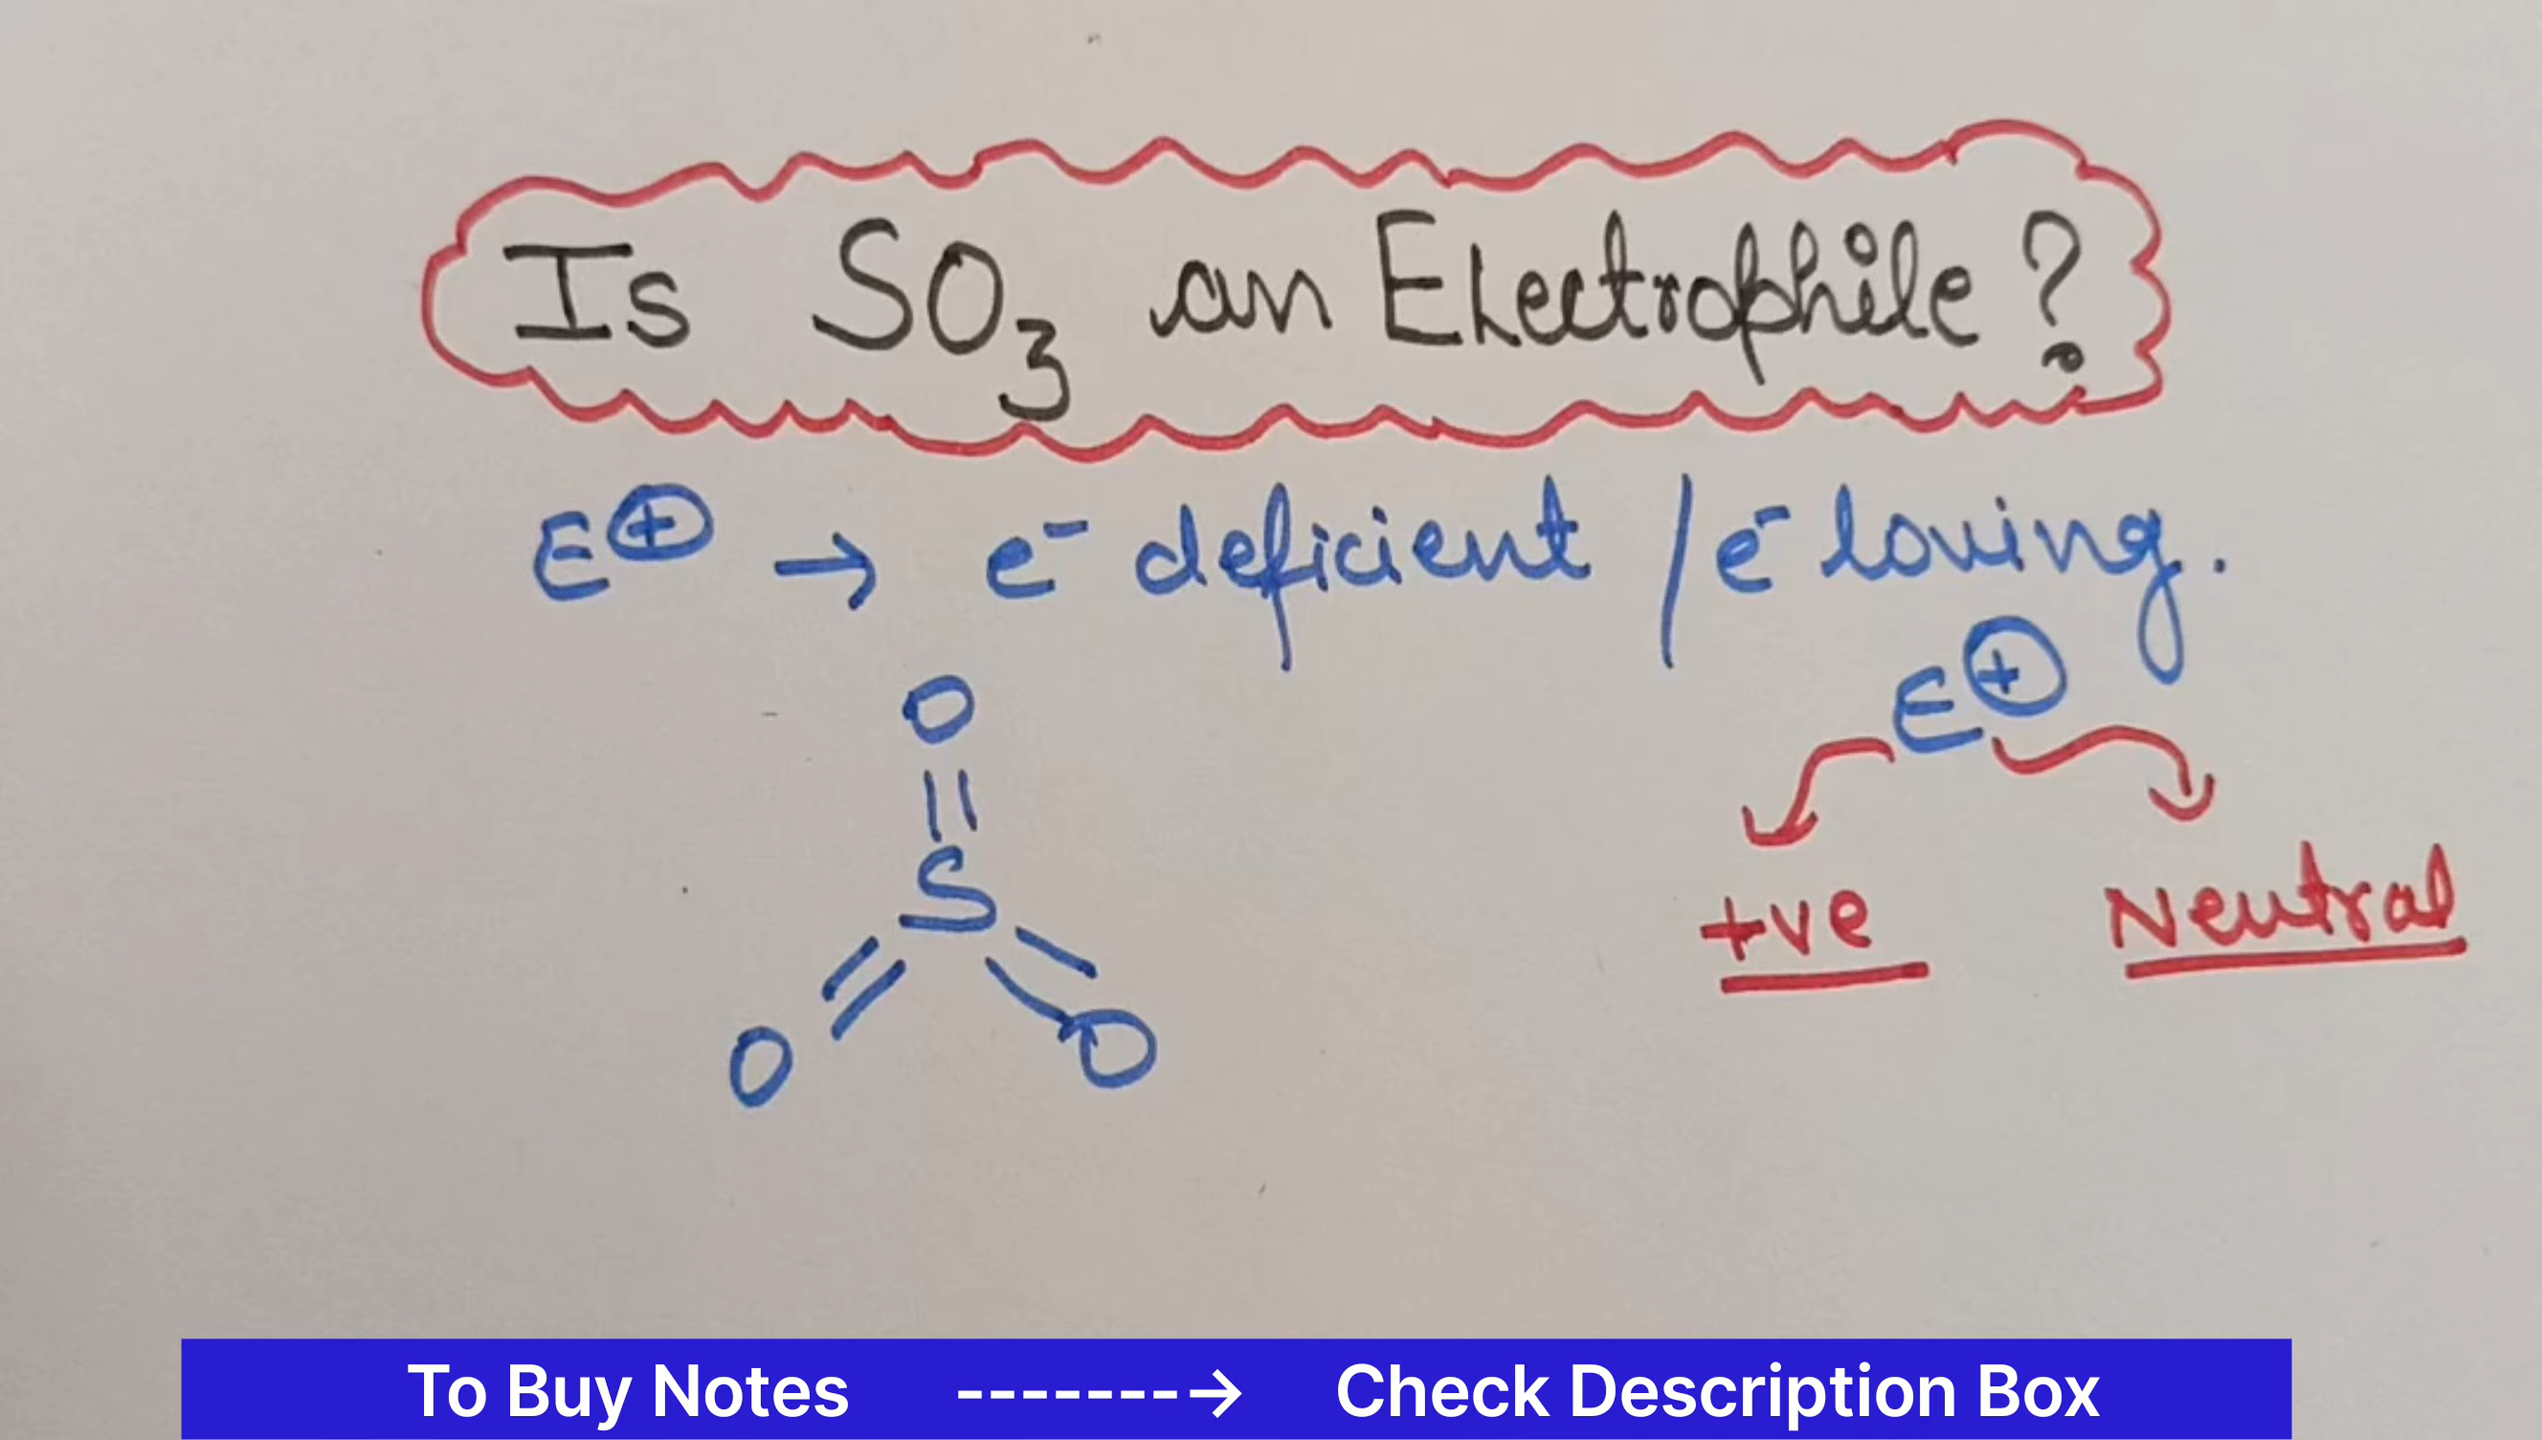 Is SO₃ an Electrophile ?
E⊕ → e⁻ deficient / e⁻ loving.
O
||
S
O O
E⊕
+ve Neutral
To Buy Notes -------→ Check Description Box